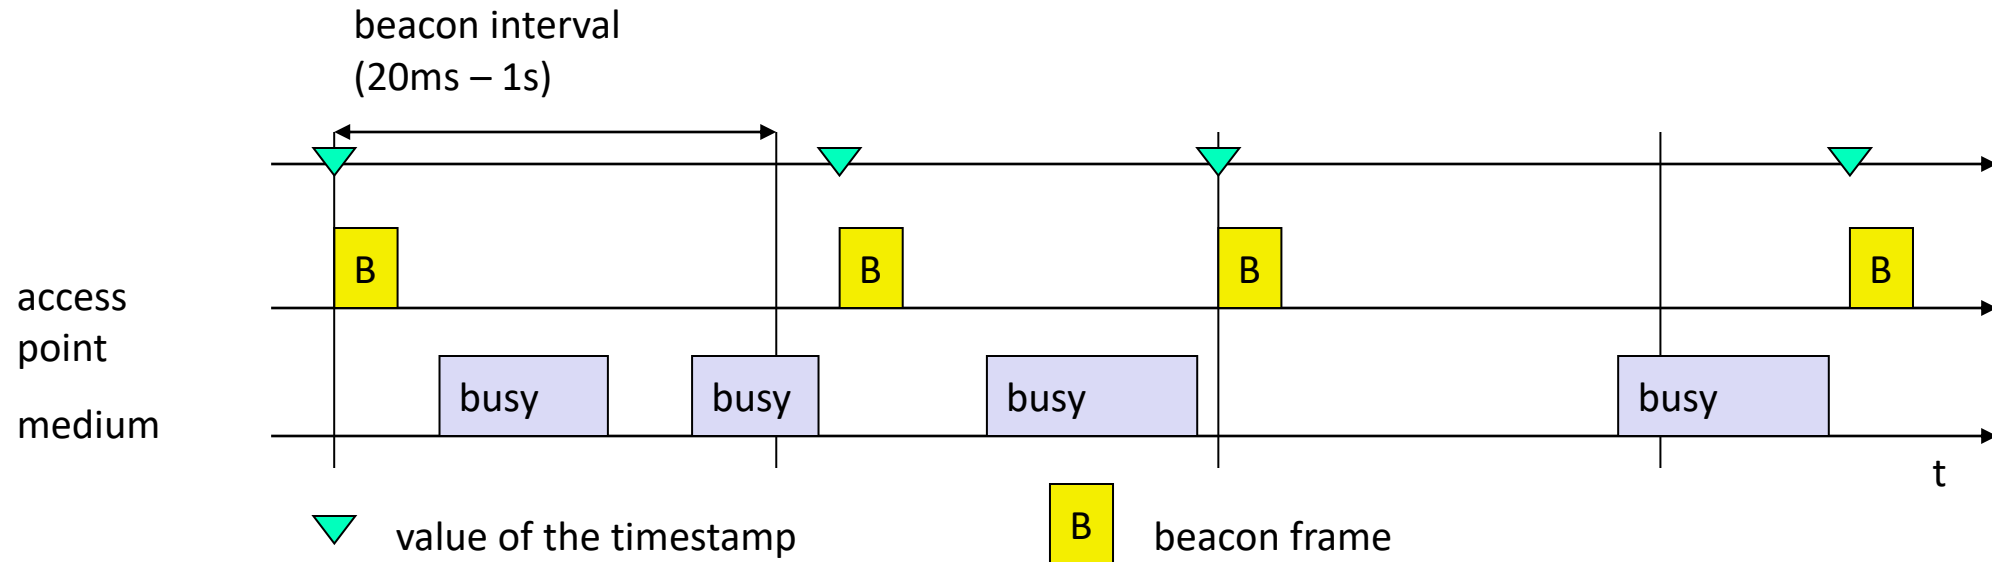 beacon interval
(20ms – 1s)
B
B
B
B
access
point
busy
busy
busy
busy
medium
t
value of the timestamp
B
beacon frame